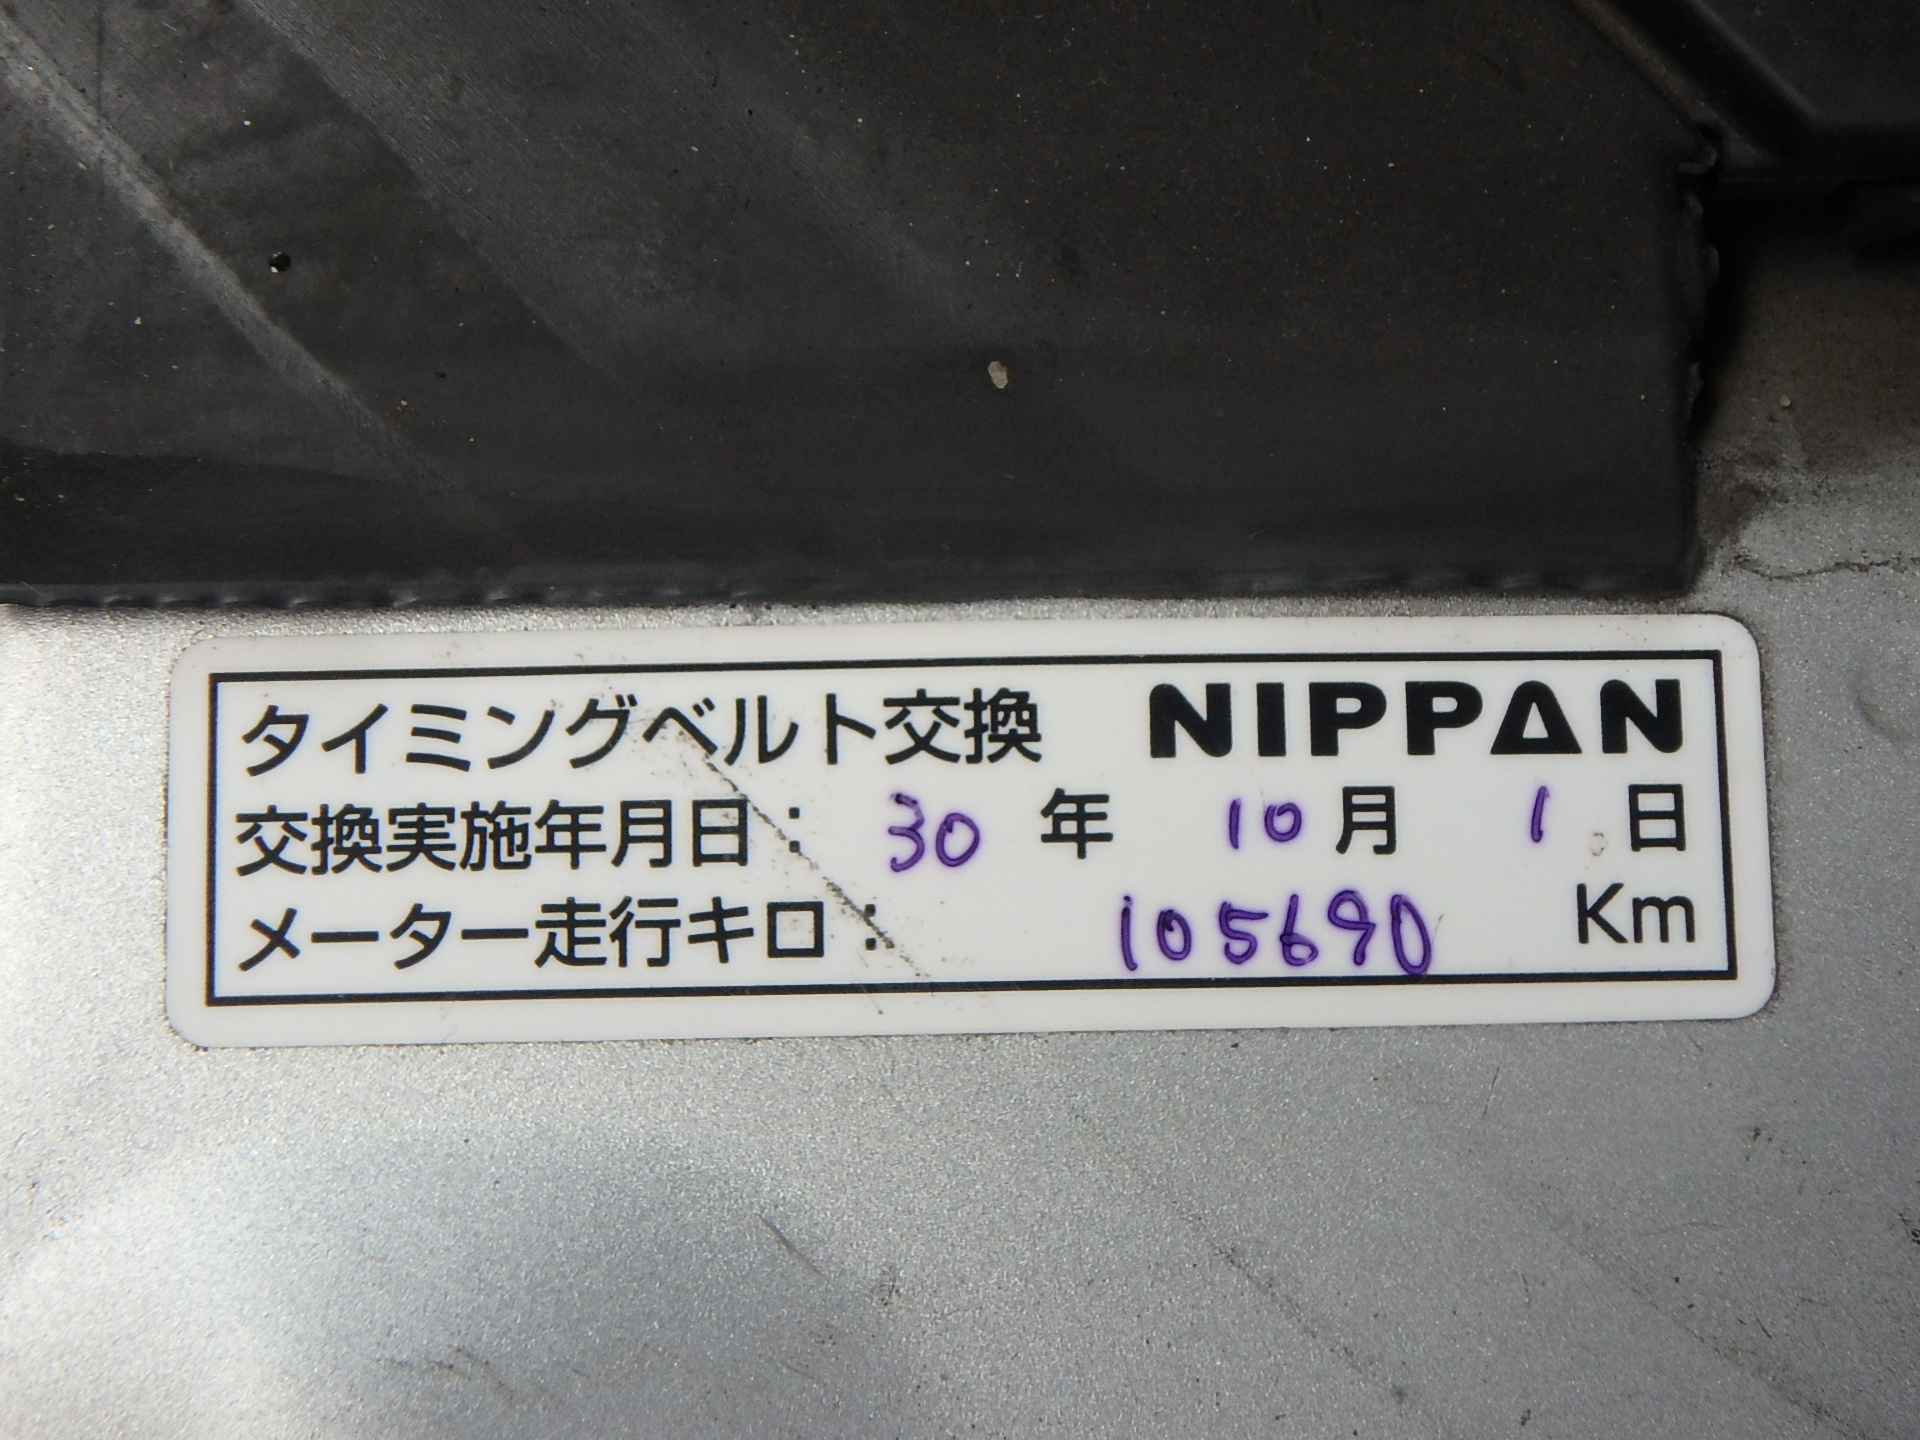 タイミングベルト交換 NIPPAN
交換実施年月日： 30 年 10 月 1 日
メーター走行キロ： 105690 Km